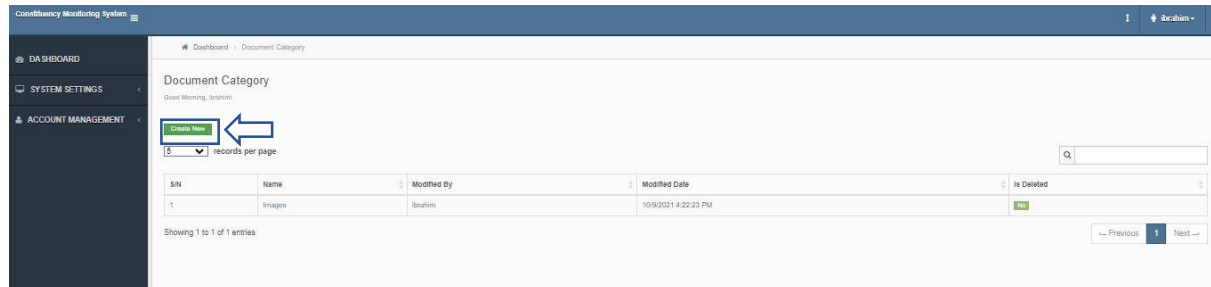 Constituency Monitoring System
ibrahim
Dashboard / Document Category
DASHBOARD
SYSTEM SETTINGS
ACCOUNT MANAGEMENT
Document Category
Good Morning, ibrahim!
Create New
5 records per page
S/N Name Modified By Modified Date Is Deleted
1 Images ibrahim 10/9/2021 4:22:23 PM No
Showing 1 to 1 of 1 entries
← Previous 1 Next →